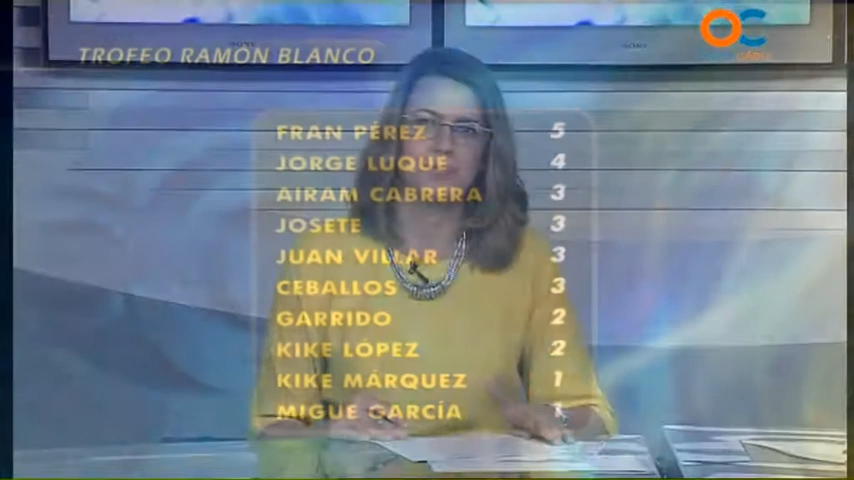 TROFEO RAMÓN BLANCO
OC
FRAN PÉREZ 5
JORGE LUQUE 4
AIRAM CABRERA 3
JOSETE 3
JUAN VILLAR 3
CEBALLOS 3
GARRIDO 2
KIKE LÓPEZ 2
KIKE MÁRQUEZ 1
MIGUE GARCÍA 1